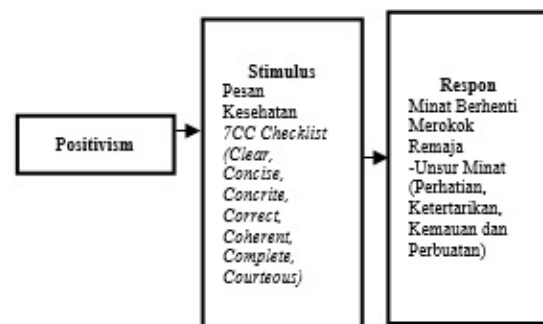 Positivism
Stimulus
Pesan
Kesehatan
7CC Checklist
(Clear,
Concise,
Concrite,
Correct,
Coherent,
Complete,
Courteous)
Respon
Minat Berhenti
Merokok
Remaja
-Unsur Minat
(Perhatian,
Ketertarikan,
Kemauan dan
Perbuatan)